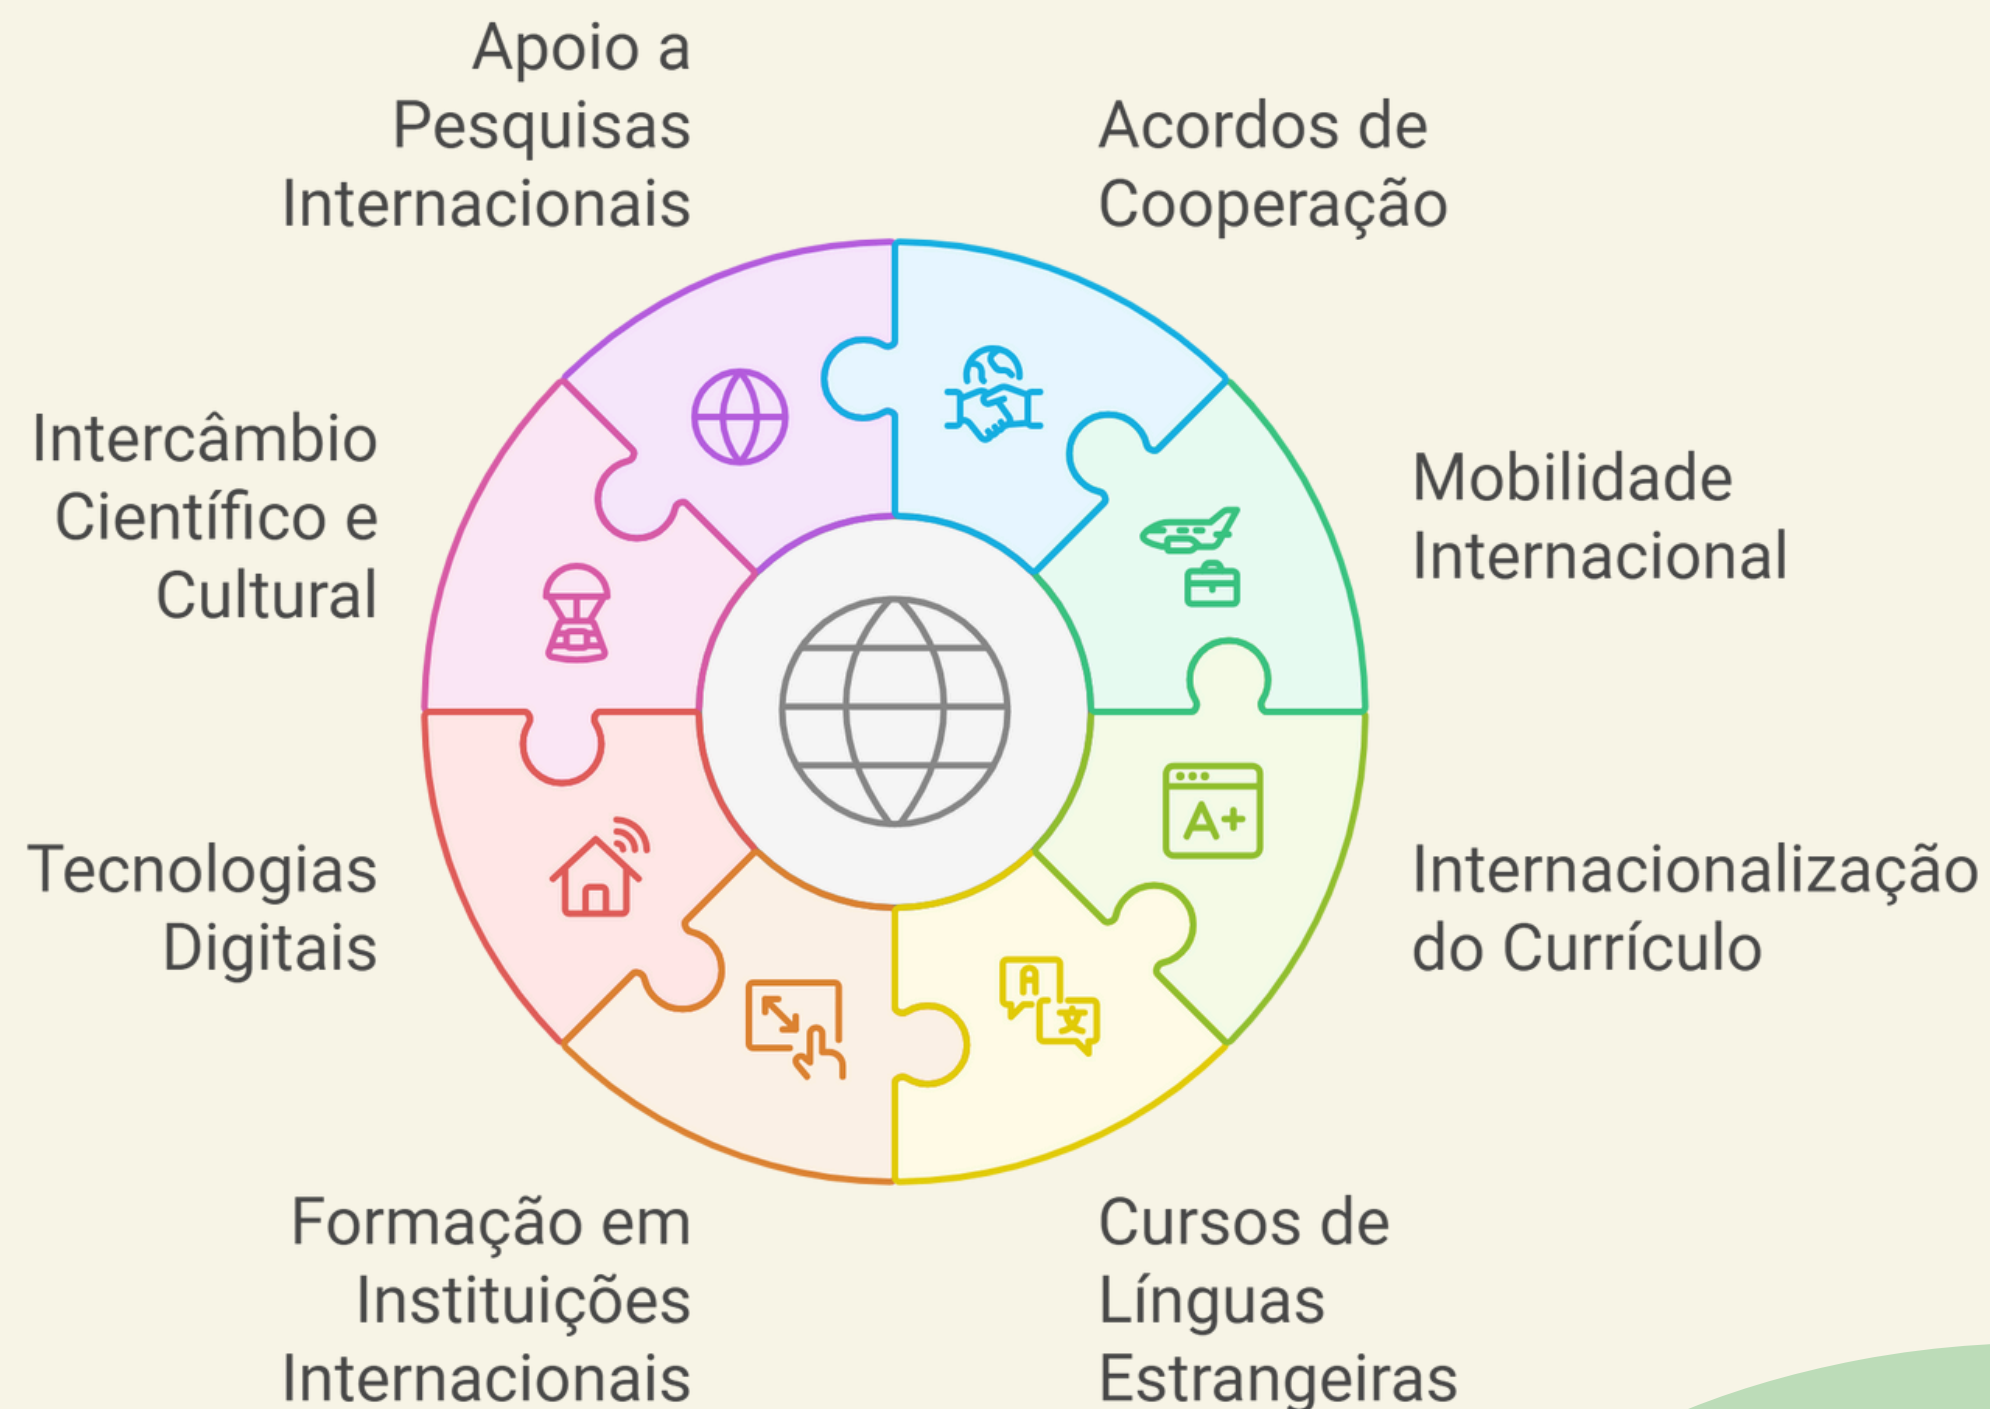 Apoio a
Pesquisas
Internacionais
Acordos de
Cooperação
Intercâmbio
Científico e
Cultural
Mobilidade
Internacional
A+
Tecnologias
Digitais
Internacionalização
do Currículo
A
文
Formação em
Instituições
Internacionais
Cursos de
Línguas
Estrangeiras